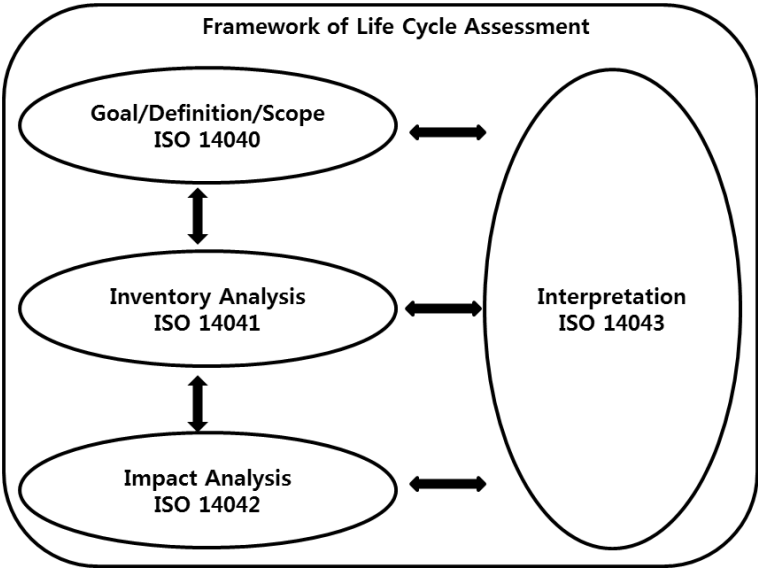 Framework of Life Cycle Assessment
Goal/Definition/Scope
ISO 14040
Inventory Analysis
ISO 14041
Interpretation
ISO 14043
Impact Analysis
ISO 14042